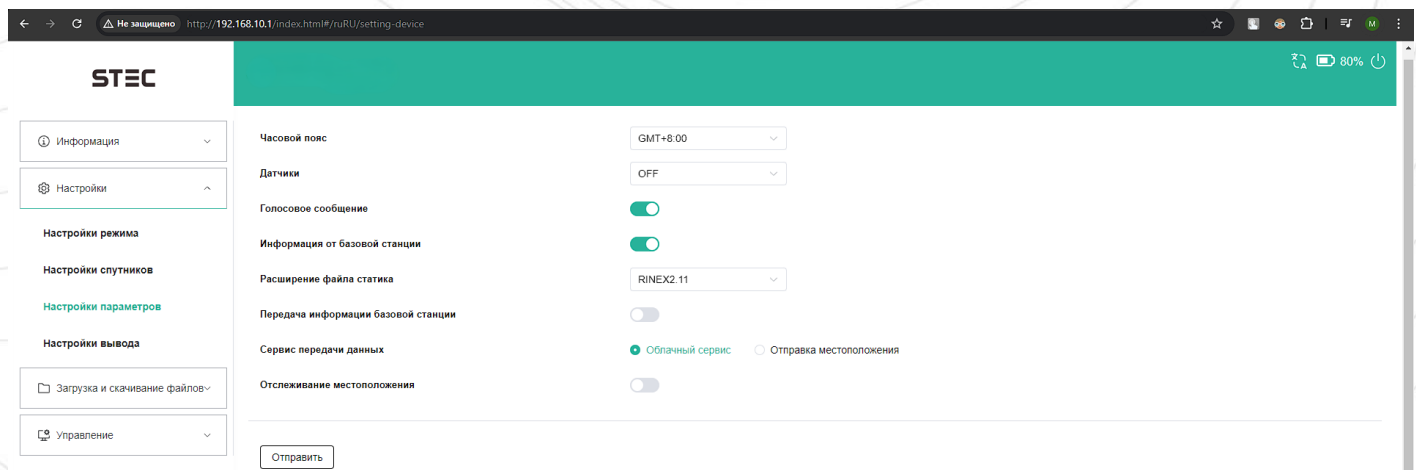 Не защищено http://192.168.10.1/index.html#/ruRU/setting-device
M
STEC
80%
Информация
Настройки
Настройки режима
Настройки спутников
Настройки параметров
Настройки вывода
Загрузка и скачивание файлов
Управление
Часовой пояс GMT+8:00
Датчики OFF
Голосовое сообщение
Информация от базовой станции
Расширение файла статика RINEX2.11
Передача информации базовой станции
Сервис передачи данных Облачный сервис Отправка местоположения
Отслеживание местоположения
Отправить